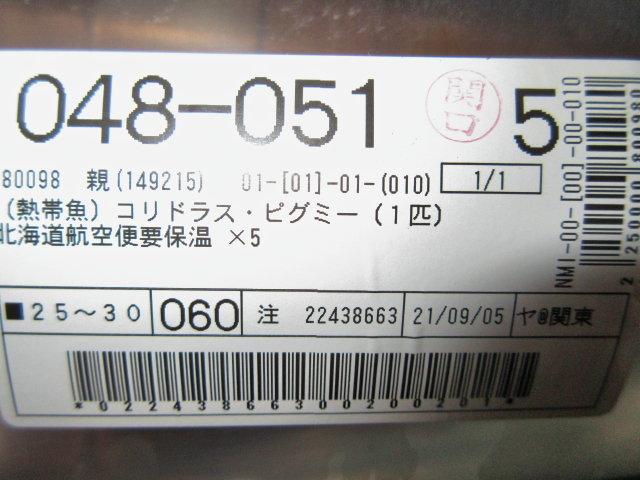 048-051 関口 5
80098 親(149215) 01-[01]-01-(010) 1/1
(熱帯魚)コリドラス・ピグミー(1匹)
北海道航空便要保温 ×5
■25～30 060 注 22438663 21/09/05 ヤ@関東
*02243866300200201*
NMI-00-[00]-00-010